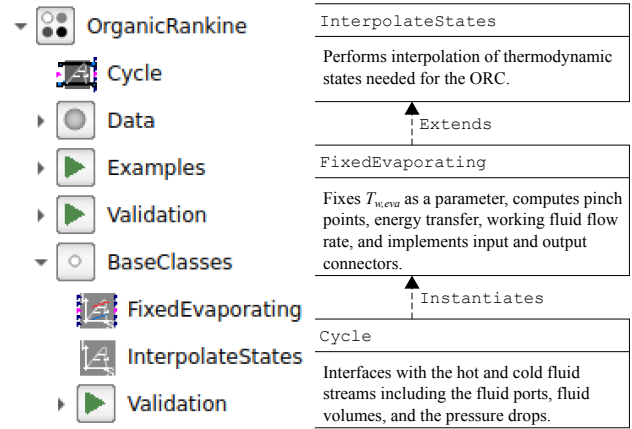 OrganicRankine
Cycle
Data
Examples
Validation
BaseClasses
FixedEvaporating
InterpolateStates
Validation
InterpolateStates
Performs interpolation of thermodynamic
states needed for the ORC.
Extends
FixedEvaporating
Fixes T_{w,eva} as a parameter, computes pinch
points, energy transfer, working fluid flow
rate, and implements input and output
connectors.
Instantiates
Cycle
Interfaces with the hot and cold fluid
streams including the fluid ports, fluid
volumes, and the pressure drops.